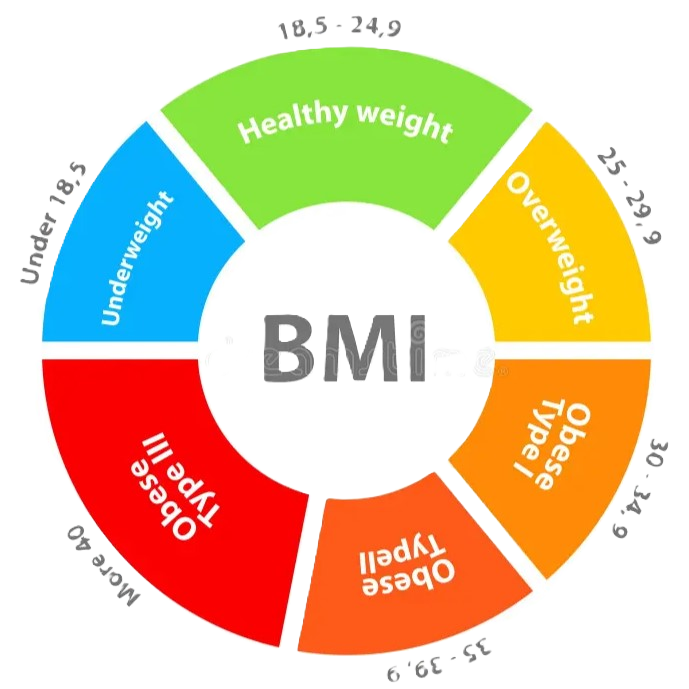 18,5 - 24,9
Healthy weight
25 - 29,9
Overweight
30 - 34,9
Obese
Type I
35 - 39,9
Obese
TypeII
More 40
Obese
Type III
Under 18,5
Underweight
BMI